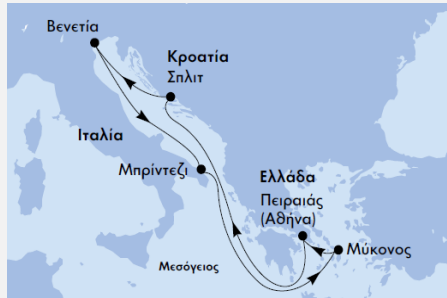 Βενετία
Κροατία
Σπλιτ
Ιταλία
Μπρίντεζι
Ελλάδα
Πειραιάς
(Αθήνα)
Μύκονος
Μεσόγειος